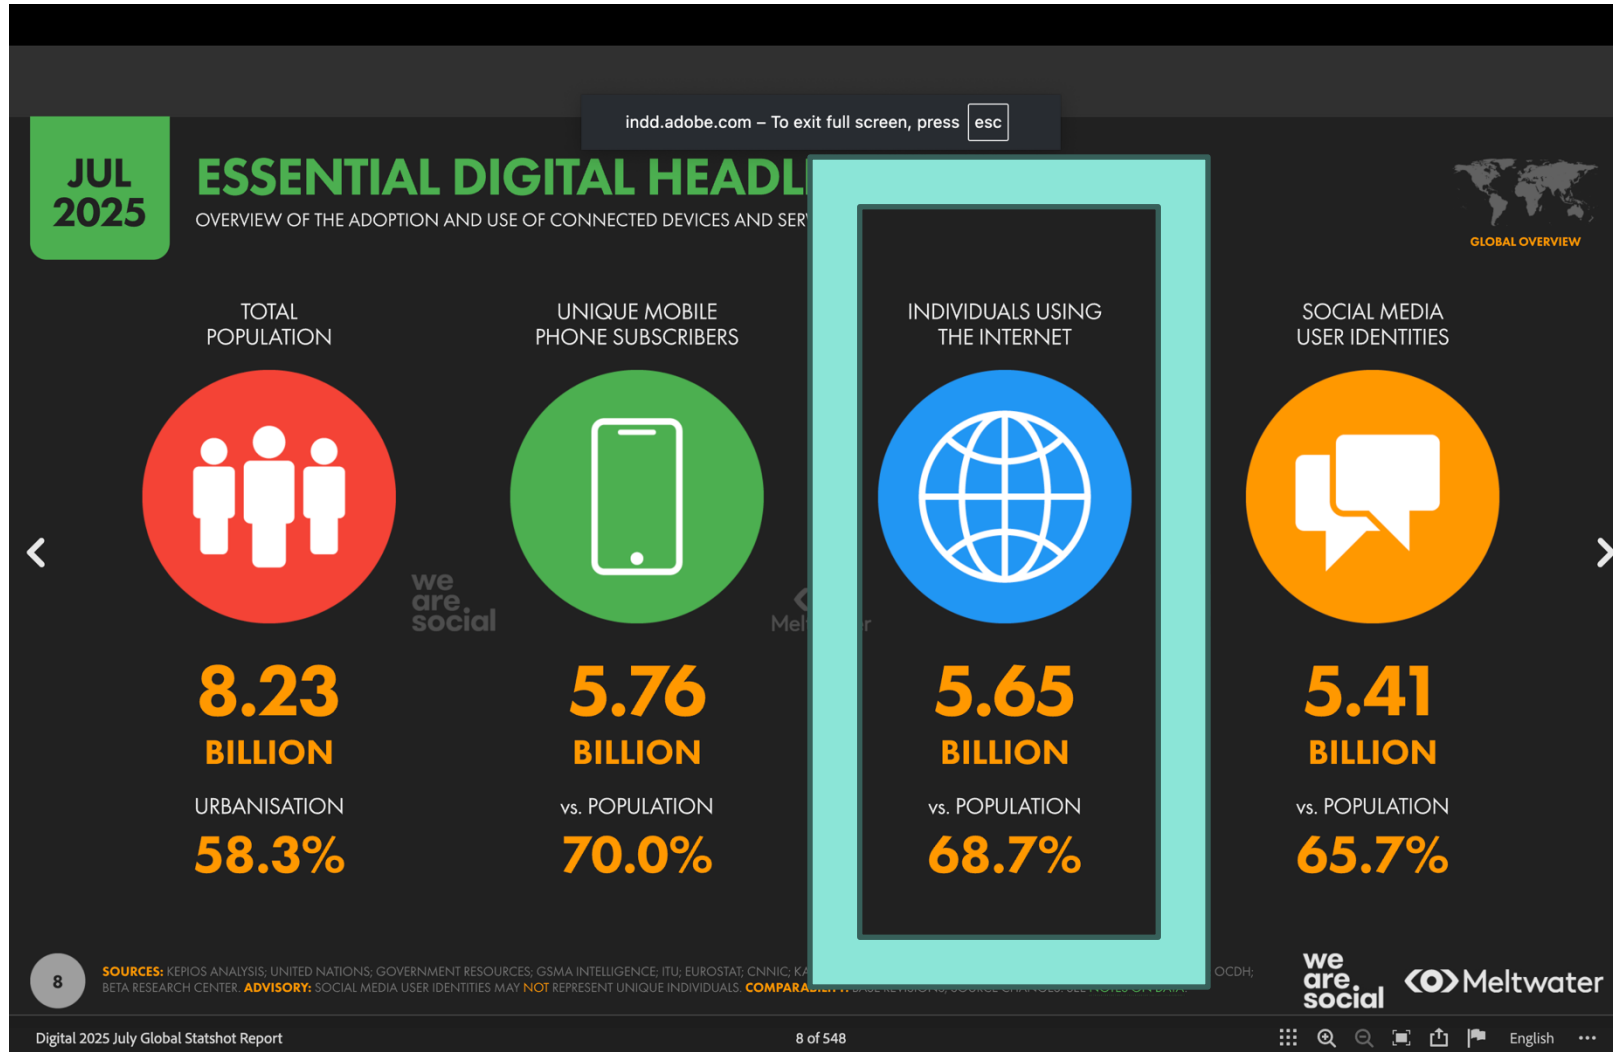 indd.adobe.com – To exit full screen, press esc
JUL
2025
ESSENTIAL DIGITAL HEADL
OVERVIEW OF THE ADOPTION AND USE OF CONNECTED DEVICES AND SER
GLOBAL OVERVIEW
TOTAL
POPULATION
8.23
BILLION
URBANISATION
58.3%
UNIQUE MOBILE
PHONE SUBSCRIBERS
5.76
BILLION
vs. POPULATION
70.0%
INDIVIDUALS USING
THE INTERNET
5.65
BILLION
vs. POPULATION
68.7%
SOCIAL MEDIA
USER IDENTITIES
5.41
BILLION
vs. POPULATION
65.7%
we
are.
social
8
SOURCES: KEPIOS ANALYSIS; UNITED NATIONS; GOVERNMENT RESOURCES; GSMA INTELLIGENCE; ITU; EUROSTAT; CNNIC; KA OCDH;
BETA RESEARCH CENTER. ADVISORY: SOCIAL MEDIA USER IDENTITIES MAY NOT REPRESENT UNIQUE INDIVIDUALS.
we
are.
social
Meltwater
Digital 2025 July Global Statshot Report
8 of 548
English